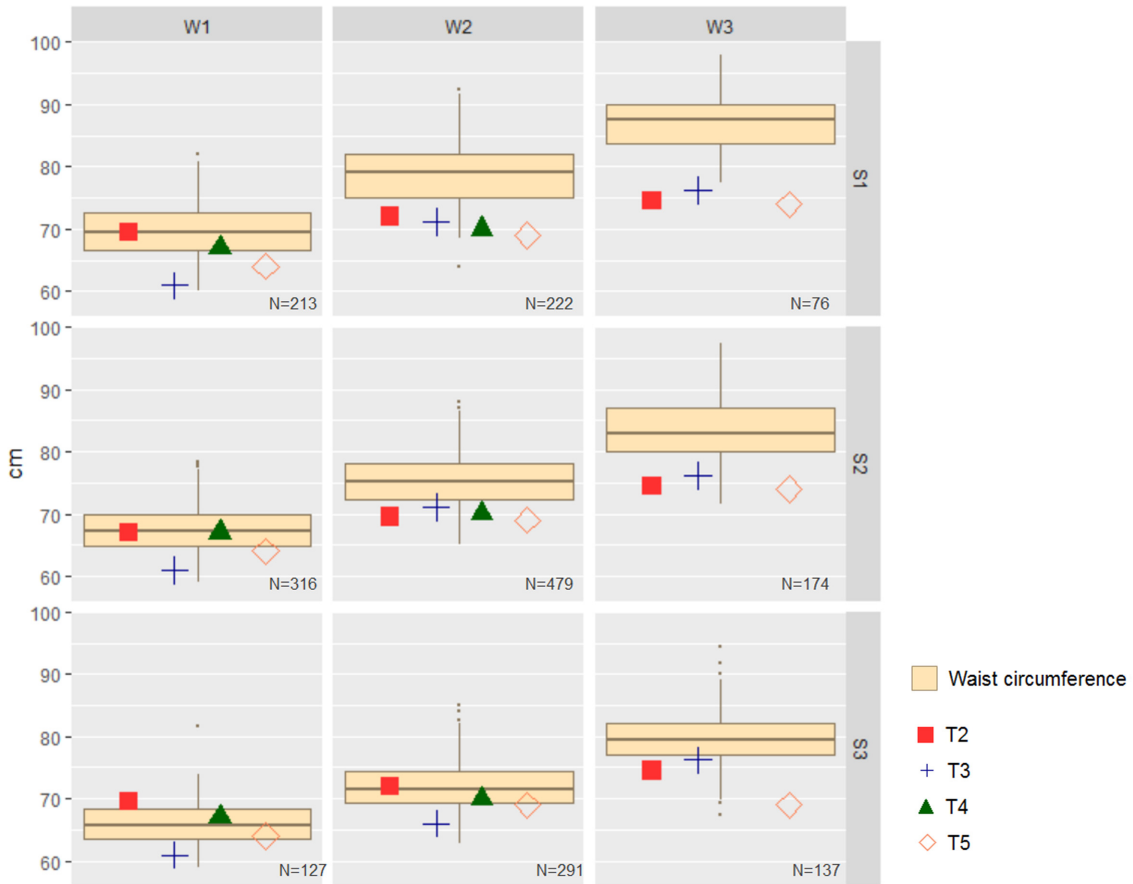 W1 W2 W3
100
90
80
70
60
N=213 N=222 N=76
S1
100
90
80
70
60
N=316 N=479 N=174
S2
cm
100
90
80
70
60
N=127 N=291 N=137
S3
Waist circumference
T2
T3
T4
T5